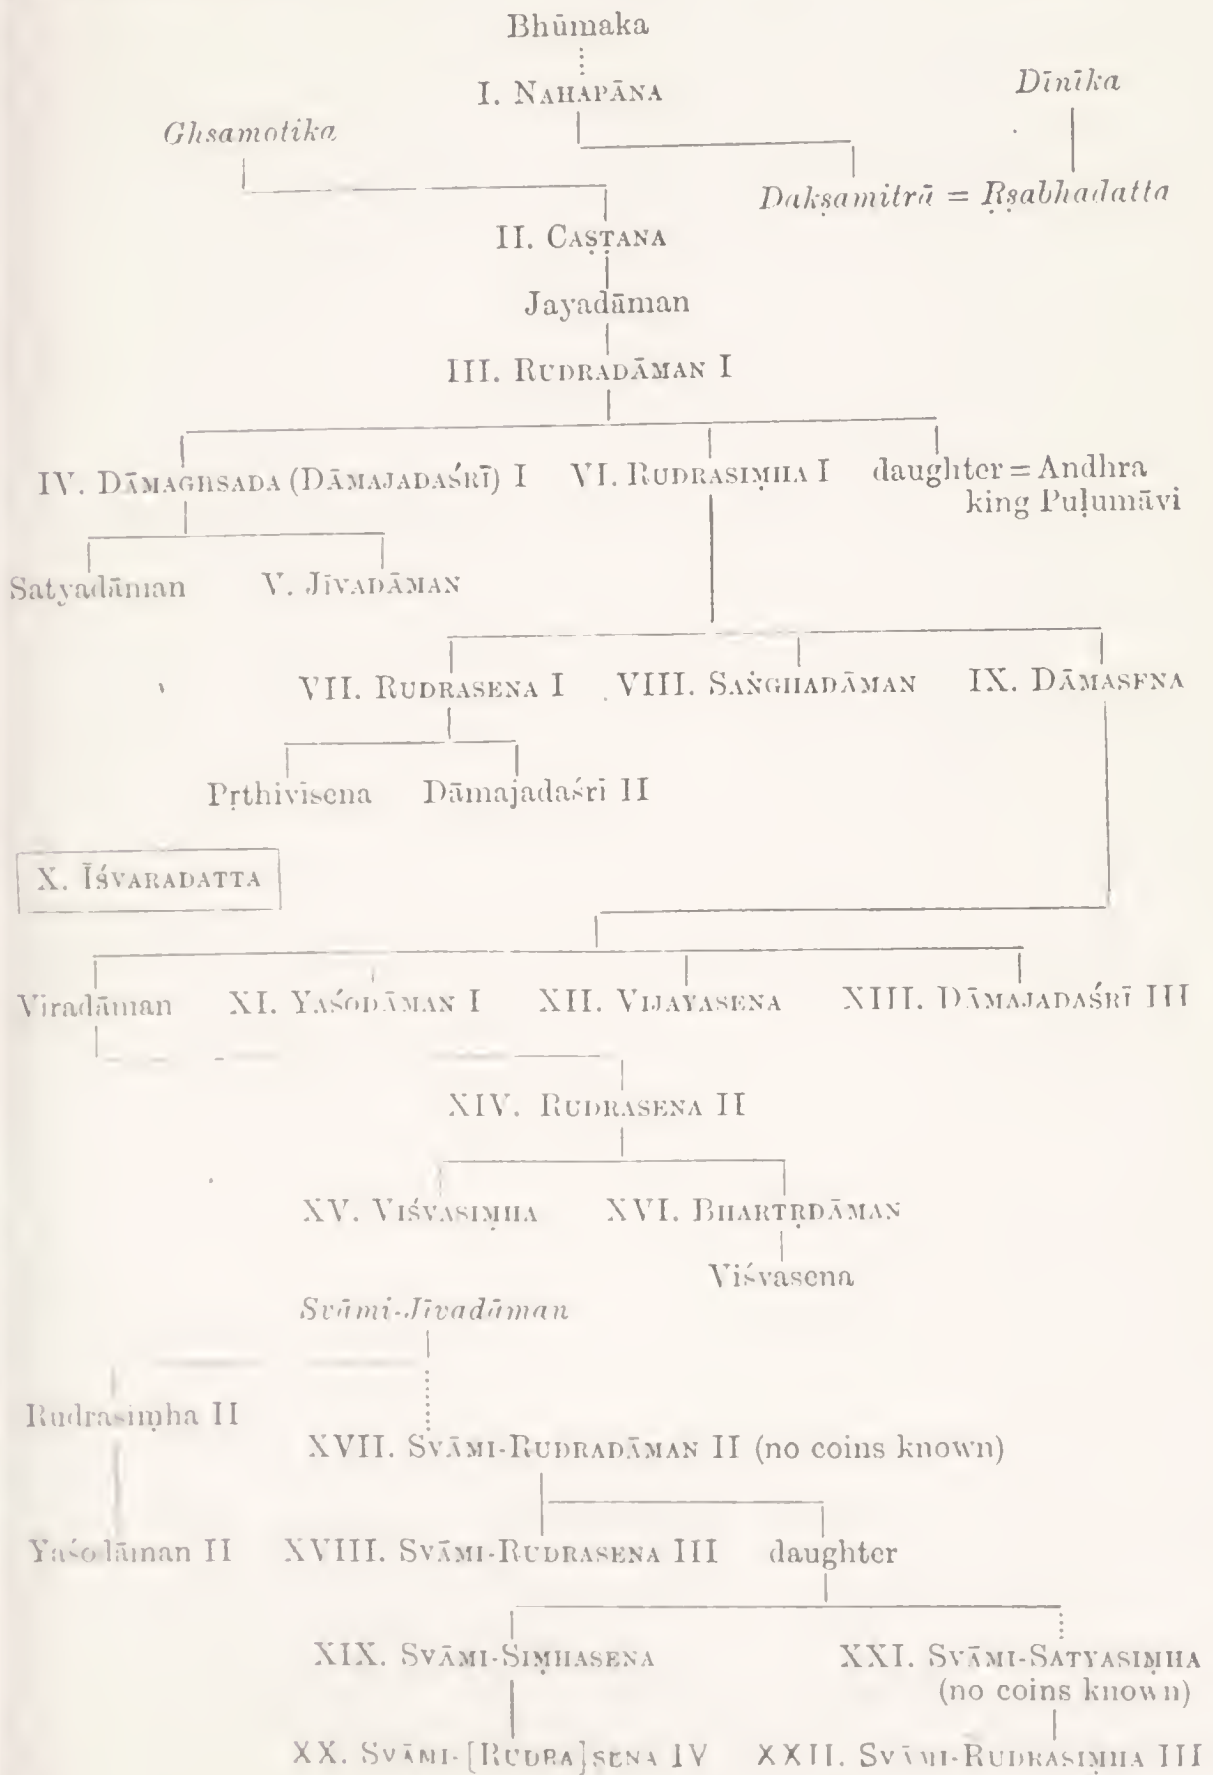 Bhūmaka
I. NAHAPĀNA
Dīnīka
Ghsamotika
Dakṣamitrā = Ṛṣabhadatta
II. CAṢṬANA
Jayadāman
III. RUDRADĀMAN I
IV. DĀMAGHSADA (DĀMAJADAŚRĪ) I VI. RUDRASIṂHA I daughter = Andhra
king Puḷumāvi
Satyadāman V. JĪVADĀMAN
VII. RUDRASENA I VIII. SAṄGHADĀMAN IX. DĀMASENA
Pṛthivīsena Dāmajadaśrī II
X. ĪŚVARADATTA
Vīradāman XI. YAŚODĀMAN I XII. VIJAYASENA XIII. DĀMAJADAŚRĪ III
XIV. RUDRASENA II
XV. VIŚVASIṂHA XVI. BHARTṚDĀMAN
Viśvasena
Svāmi-Jīvadāman
Rudrasiṃha II
XVII. SVĀMI-RUDRADĀMAN II (no coins known)
Yaśodāman II XVIII. SVĀMI-RUDRASENA III daughter
XIX. SVĀMI-SIṂHASENA XXI. SVĀMI-SATYASIṂHA
(no coins known)
XX. SVĀMI-[RUDRA]SENA IV XXII. SVĀMI-RUDRASIṂHA III